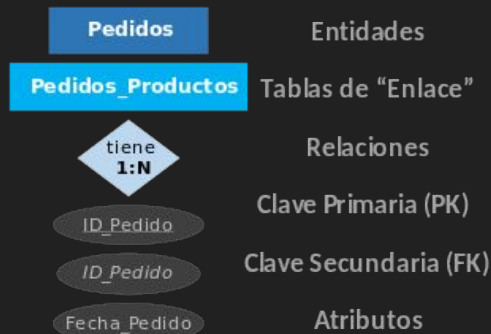 Pedidos Entidades
Pedidos_Productos Tablas de “Enlace”
tiene
1:N
Relaciones
ID_Pedido Clave Primaria (PK)
ID_Pedido Clave Secundaria (FK)
Fecha_Pedido Atributos